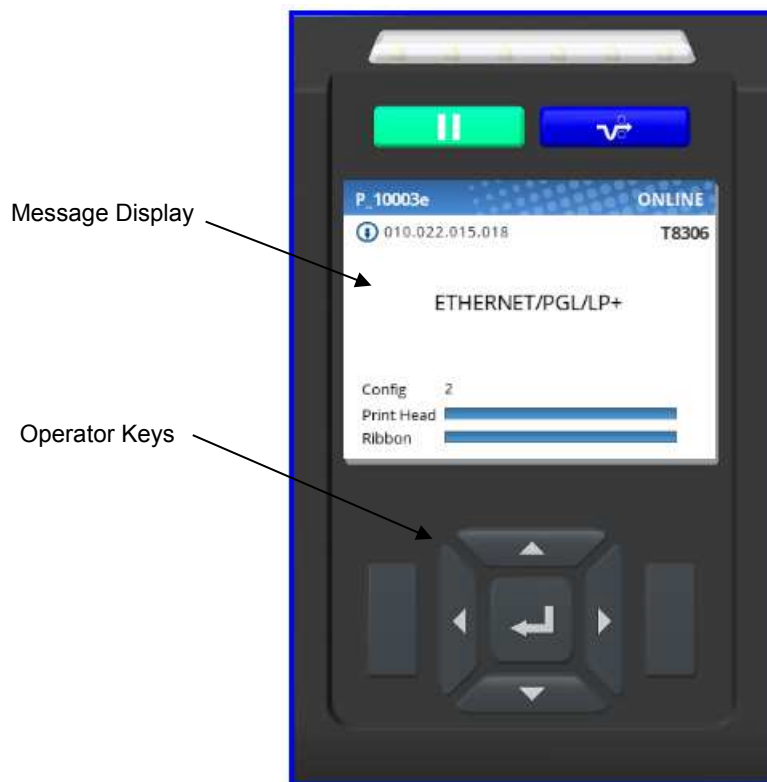 P_10003e ONLINE
010.022.015.018 T8306
Message Display
ETHERNET/PGL/LP+
Config 2
Print Head
Operator Keys
Ribbon